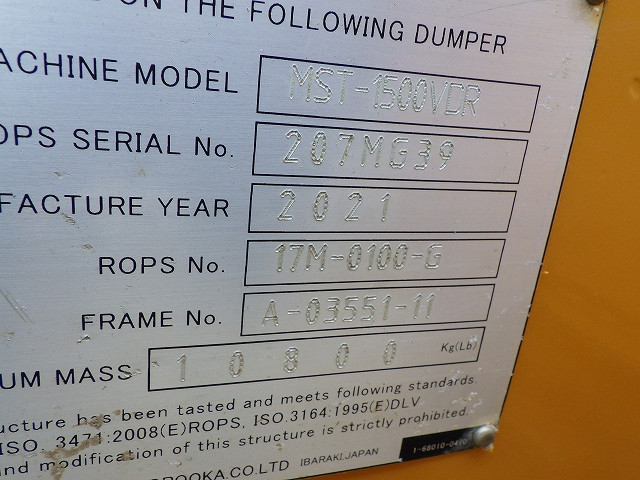 ON THE FOLLOWING DUMPER
ACHINE MODEL MST-1500VDR
OPS SERIAL No. 207MG39
FACTURE YEAR 2021
ROPS No. 17M-0100-G
FRAME No. A-03551-11
UM MASS 10800 Kg(Lb)
ucture has been tasted and meets following standards.
ISO. 3471:2008(E)ROPS, ISO.3164:1995(E)DLV
and modification of this structure is strictly prohibited.
ROOKA.CO.LTD IBARAKI,JAPAN